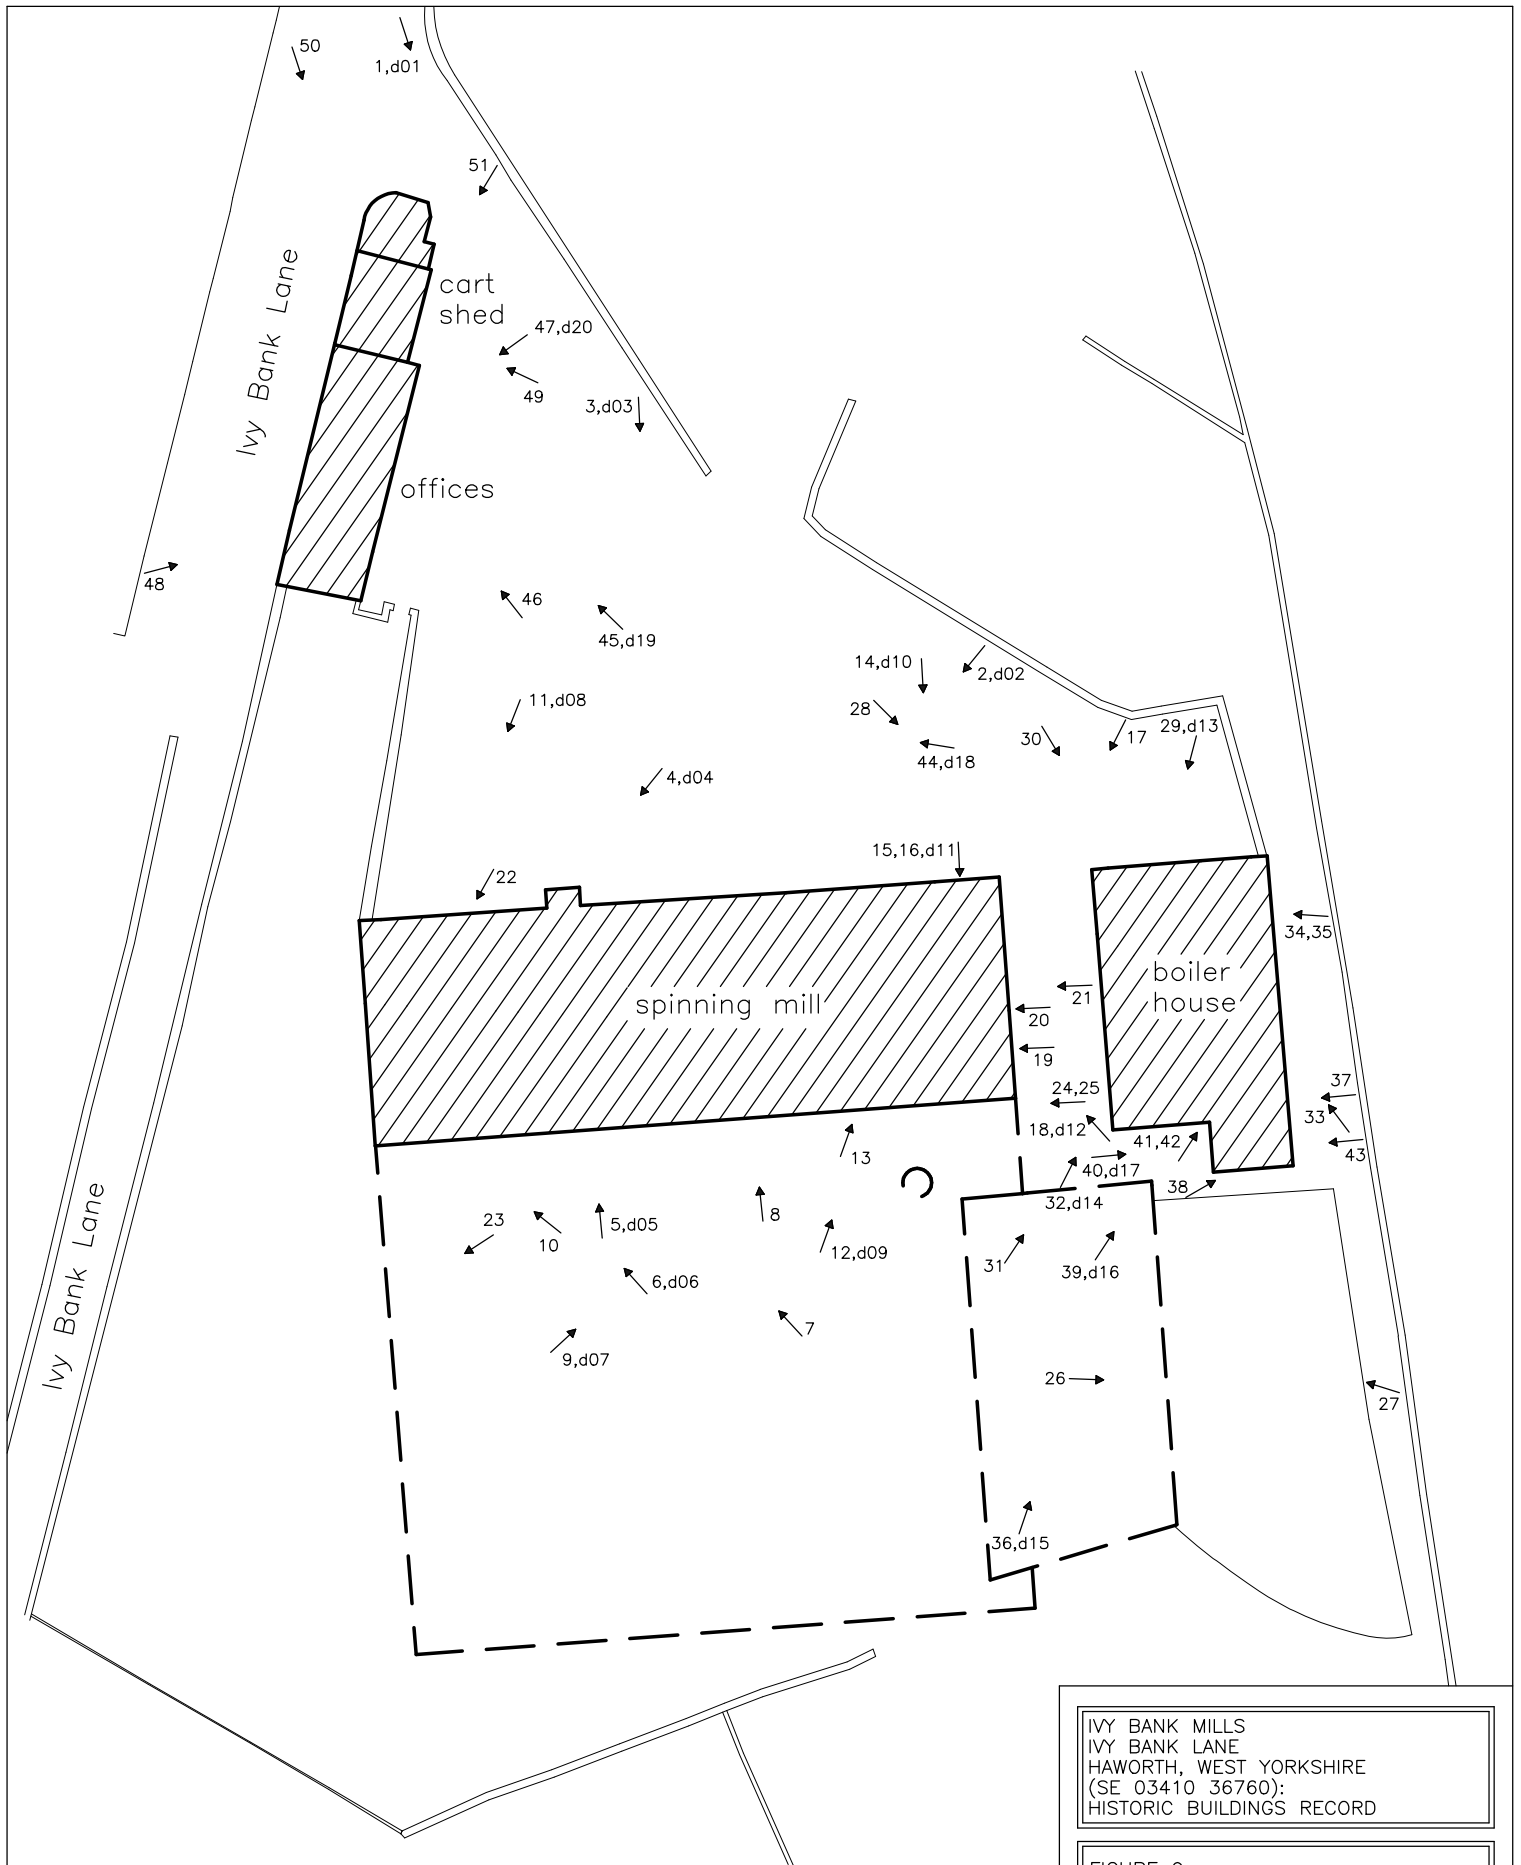 50
1,d01
51
Ivy Bank Lane
cart
shed
47,d20
49
3,d03
offices
48
46
45,d19
14,d10
2,d02
11,d08
28
30
17
29,d13
44,d18
4,d04
15,16,d11
22
34,35
boiler
house
spinning mill
21
20
19
24,25
37
33
18,d12
41,42
43
13
40,d17
38
32,d14
Ivy Bank Lane
23
10
5,d05
8
12,d09
31
39,d16
6,d06
7
9,d07
26
27
36,d15
IVY BANK MILLS
IVY BANK LANE
HAWORTH, WEST YORKSHIRE
(SE 03410 36760):
HISTORIC BUILDINGS RECORD